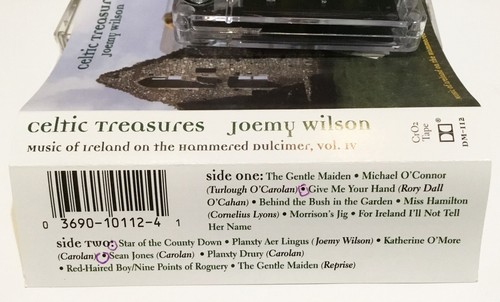 Celtic Treasures
Joemy Wilson
Celtic Treasures Joemy Wilson
Music of Ireland on the Hammered Dulcimer, Vol. IV
CrO2
Tape
DM-112
0 3690-10112-4 1
side one: The Gentle Maiden • Michael O'Connor
(Turlough O'Carolan) • Give Me Your Hand (Rory Dall
O'Cahan) • Behind the Bush in the Garden • Miss Hamilton
(Cornelius Lyons) • Morrison's Jig • For Ireland I'll Not Tell
Her Name
side two: Star of the County Down • Planxty Aer Lingus (Joemy Wilson) • Katherine O'More
(Carolan) • Sean Jones (Carolan) • Planxty Drury (Carolan)
• Red-Haired Boy/Nine Points of Roguery • The Gentle Maiden (Reprise)